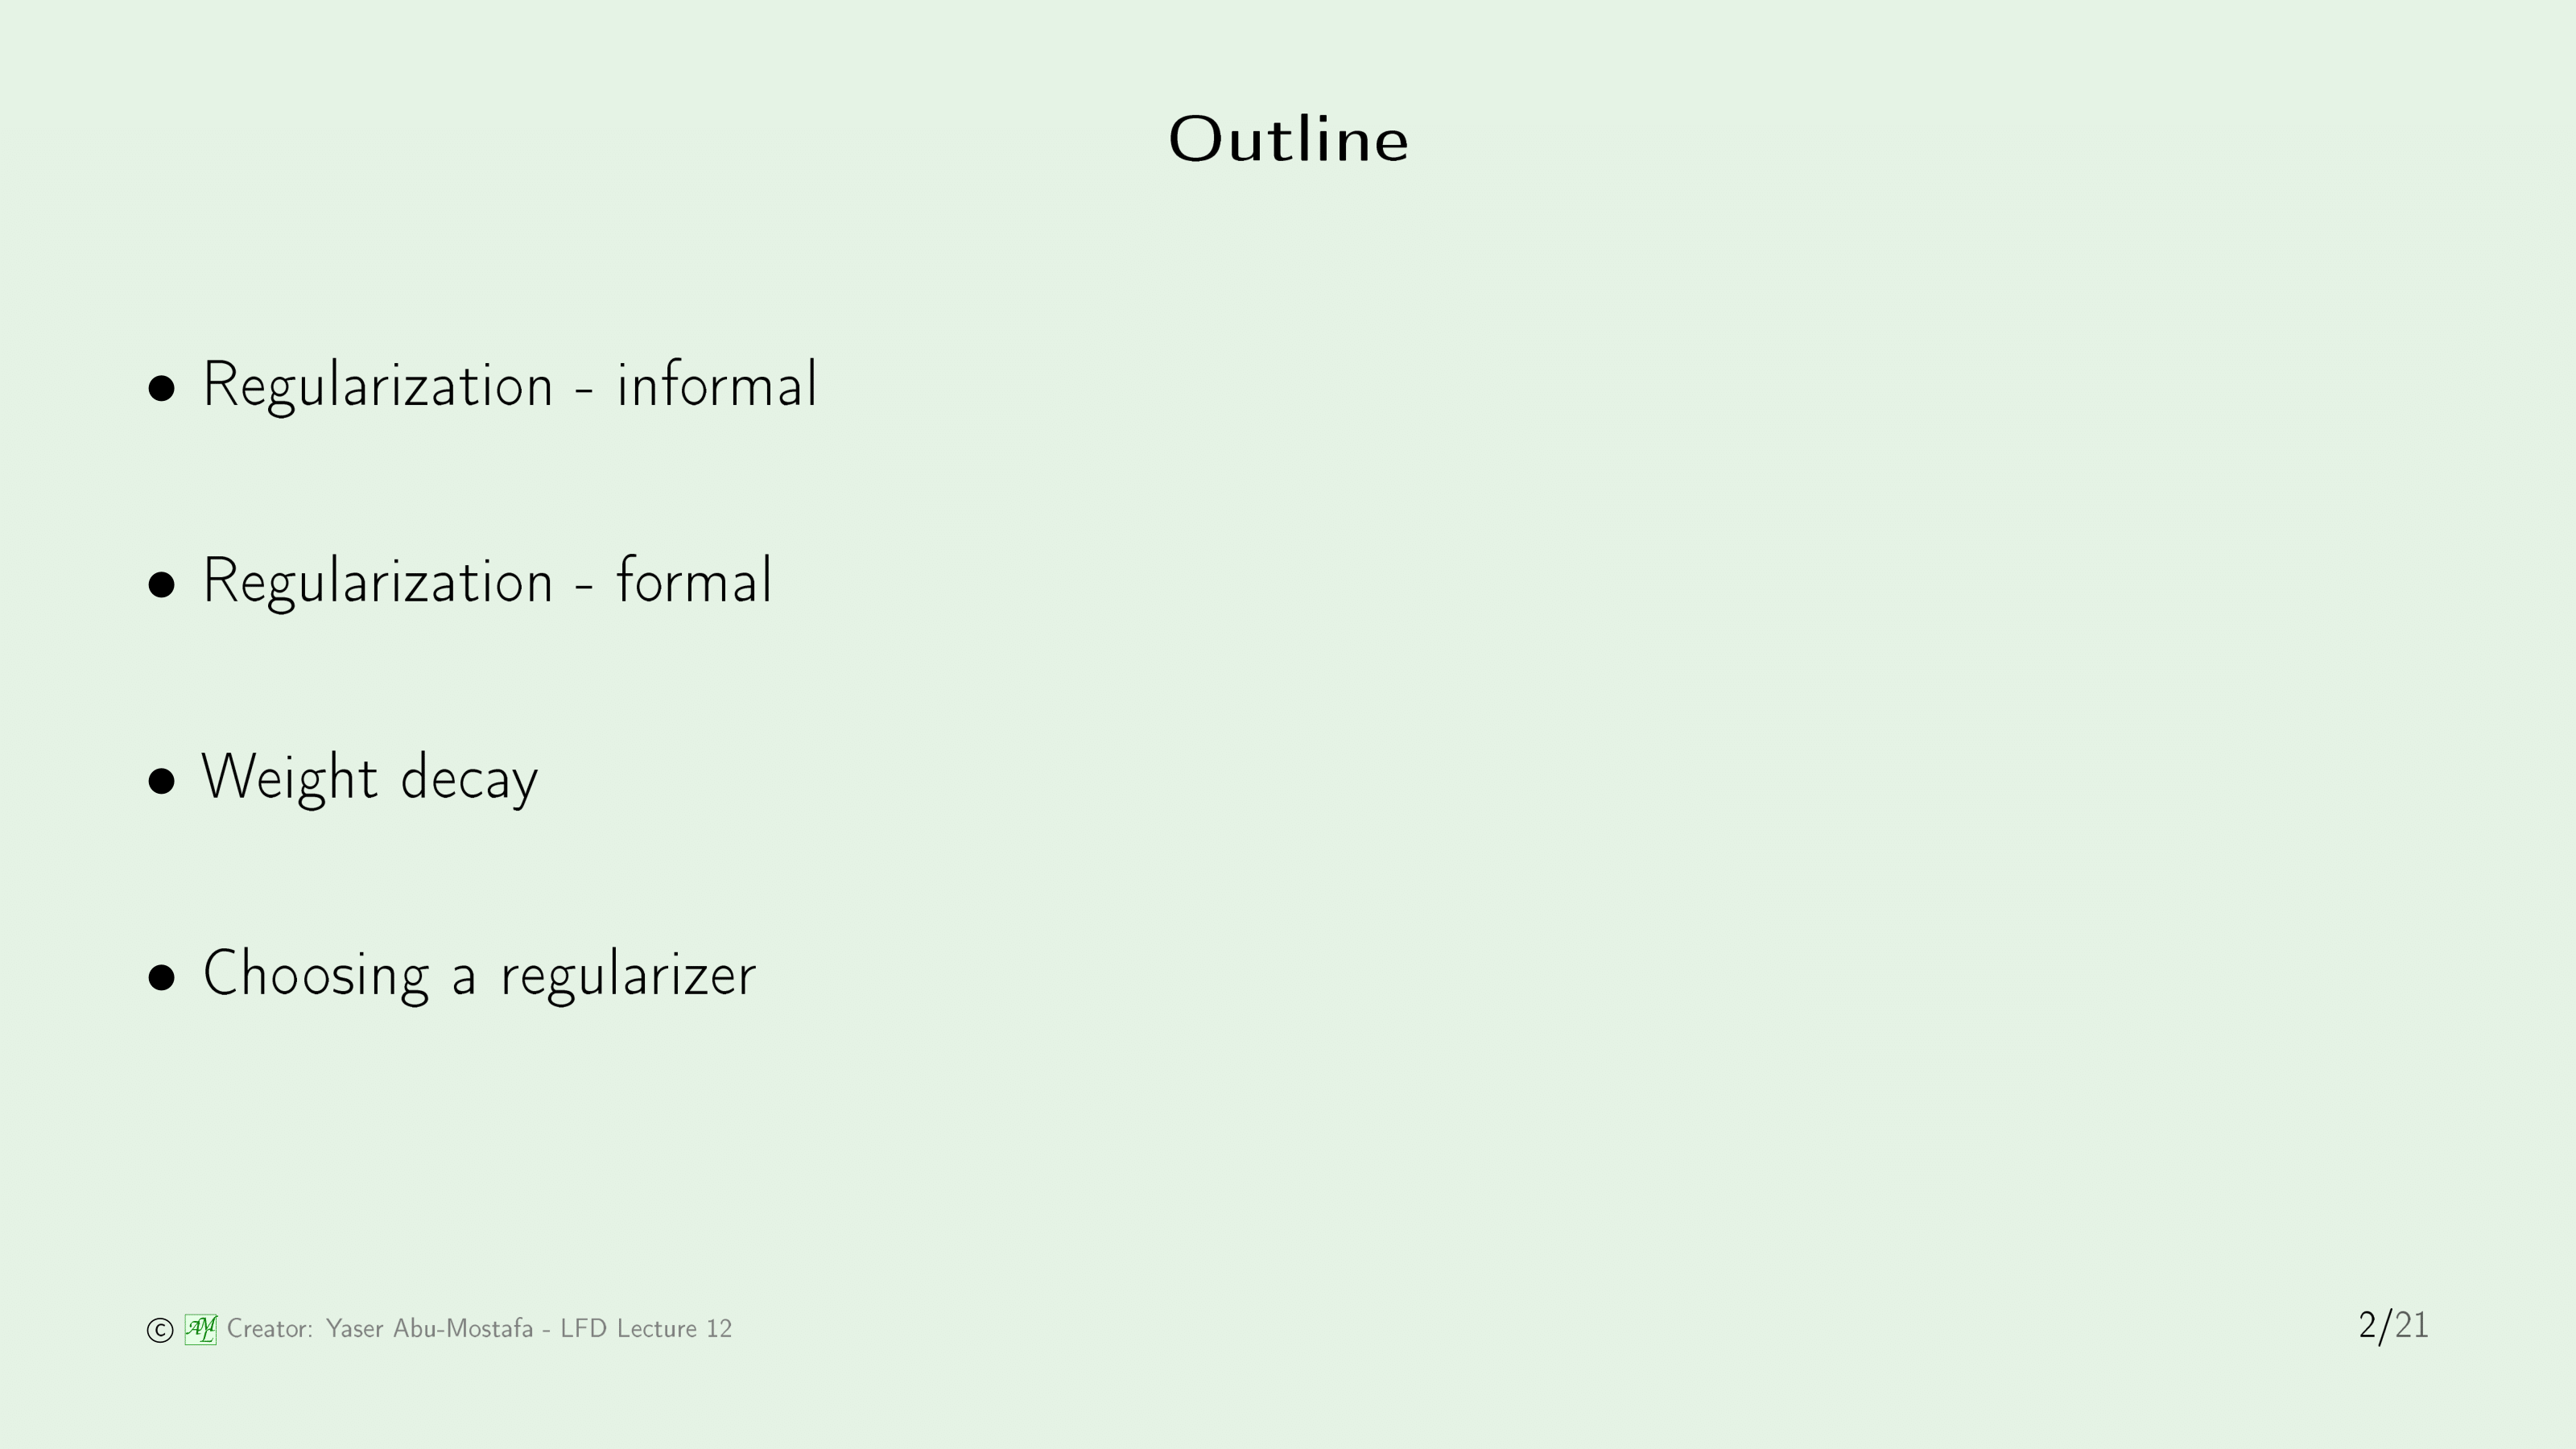 Outline
• Regularization - informal
• Regularization - formal
• Weight decay
• Choosing a regularizer
© AML Creator: Yaser Abu-Mostafa - LFD Lecture 12
2/21